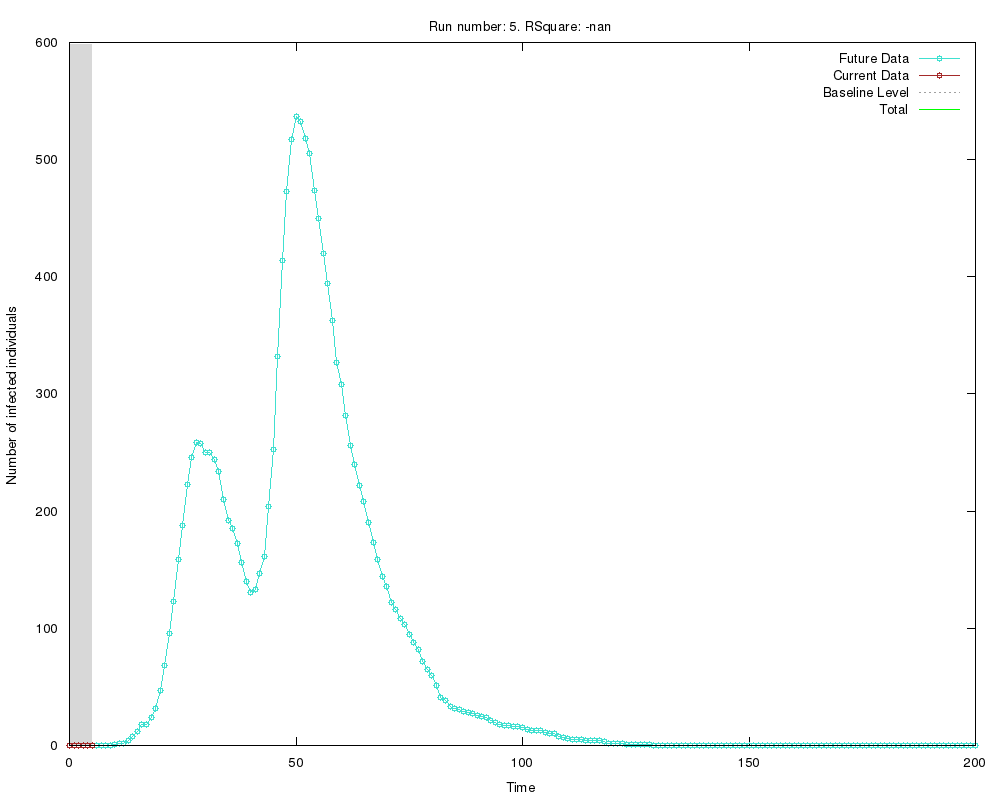 Run number: 5. RSquare: -nan
Future Data
Current Data
Baseline Level
Total
600
500
400
300
200
100
0
Number of infected individuals
0 50 100 150 200
Time